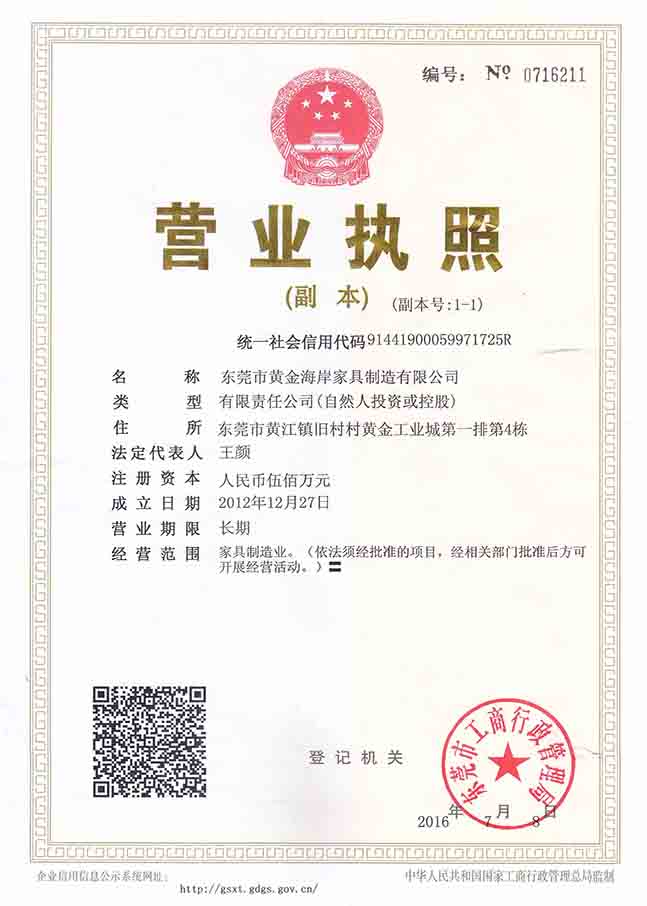 编号： № 0716211
营业执照
(副 本) (副本号:1-1)
统一社会信用代码91441900059971725R
名 称 东莞市黄金海岸家具制造有限公司
类 型 有限责任公司(自然人投资或控股)
住 所 东莞市黄江镇旧村村黄金工业城第一排第4栋
法定代表人 王颜
注册资本 人民币伍佰万元
成立日期 2012年12月27日
营业期限 长期
经营范围 家具制造业。（依法须经批准的项目，经相关部门批准后方可
开展经营活动。）
登记机关
东莞市工商行政管理局
2016 年 7 月 8 日
企业信用信息公示系统网址： 中华人民共和国国家工商行政管理总局监制
http://gsxt.gdgs.gov.cn/